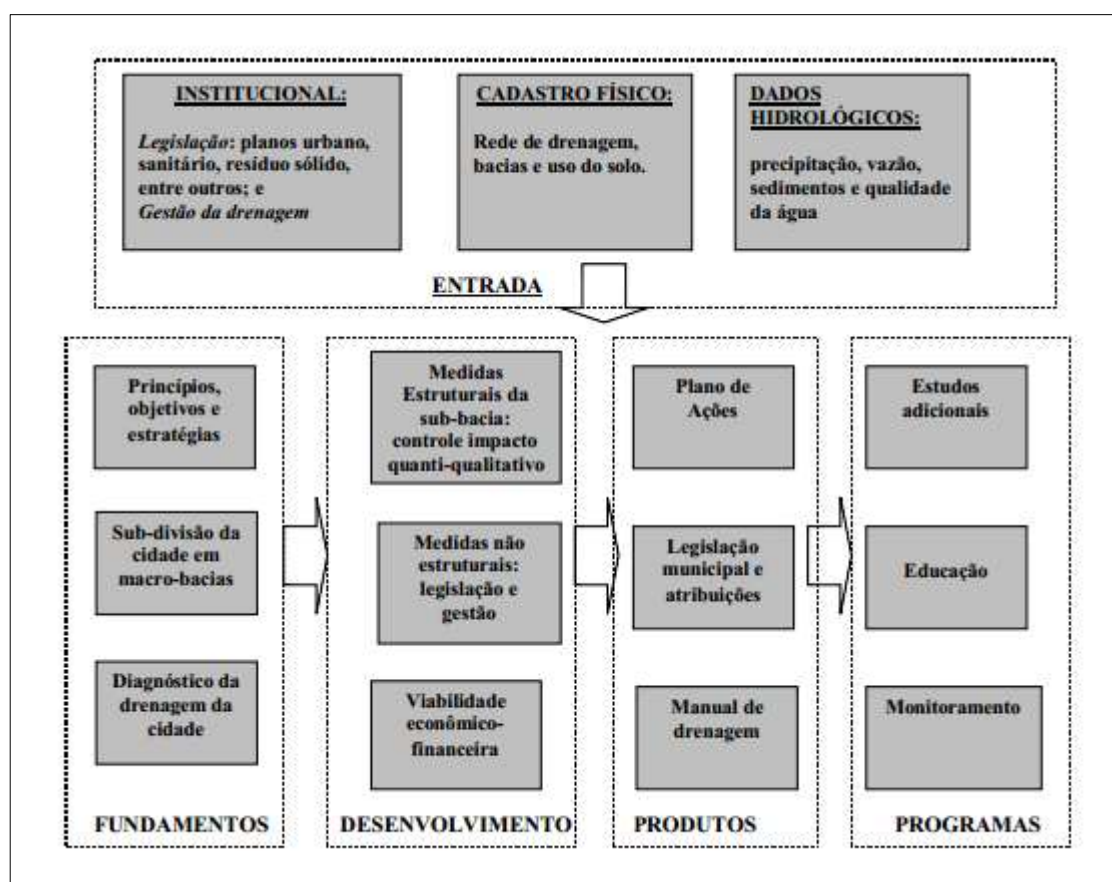 INSTITUCIONAL:
Legislação: planos urbano,
sanitário, resíduo sólido,
entre outros; e
Gestão da drenagem
CADASTRO FÍSICO:
Rede de drenagem,
bacias e uso do solo.
DADOS
HIDROLÓGICOS:
precipitação, vazão,
sedimentos e qualidade
da água
ENTRADA
Princípios,
objetivos e
estratégias
Sub-divisão da
cidade em
macro-bacias
Diagnóstico da
drenagem da
cidade
FUNDAMENTOS
Medidas
Estruturais da
sub-bacia:
controle impacto
quanti-qualitativo
Medidas não
estruturais:
legislação e
gestão
Viabilidade
econômico-
financeira
DESENVOLVIMENTO
Plano de
Ações
Legislação
municipal e
atribuições
Manual de
drenagem
PRODUTOS
Estudos
adicionais
Educação
Monitoramento
PROGRAMAS